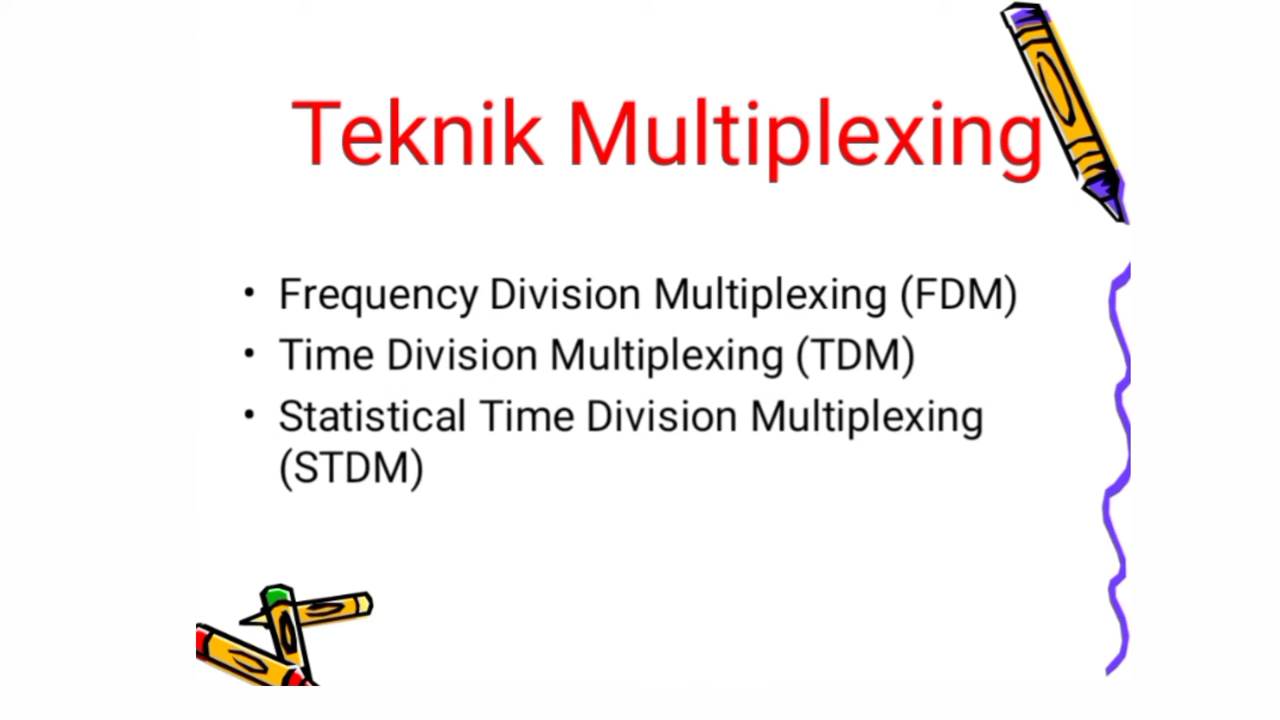 Teknik Multiplexing
• Frequency Division Multiplexing (FDM)
• Time Division Multiplexing (TDM)
• Statistical Time Division Multiplexing
(STDM)